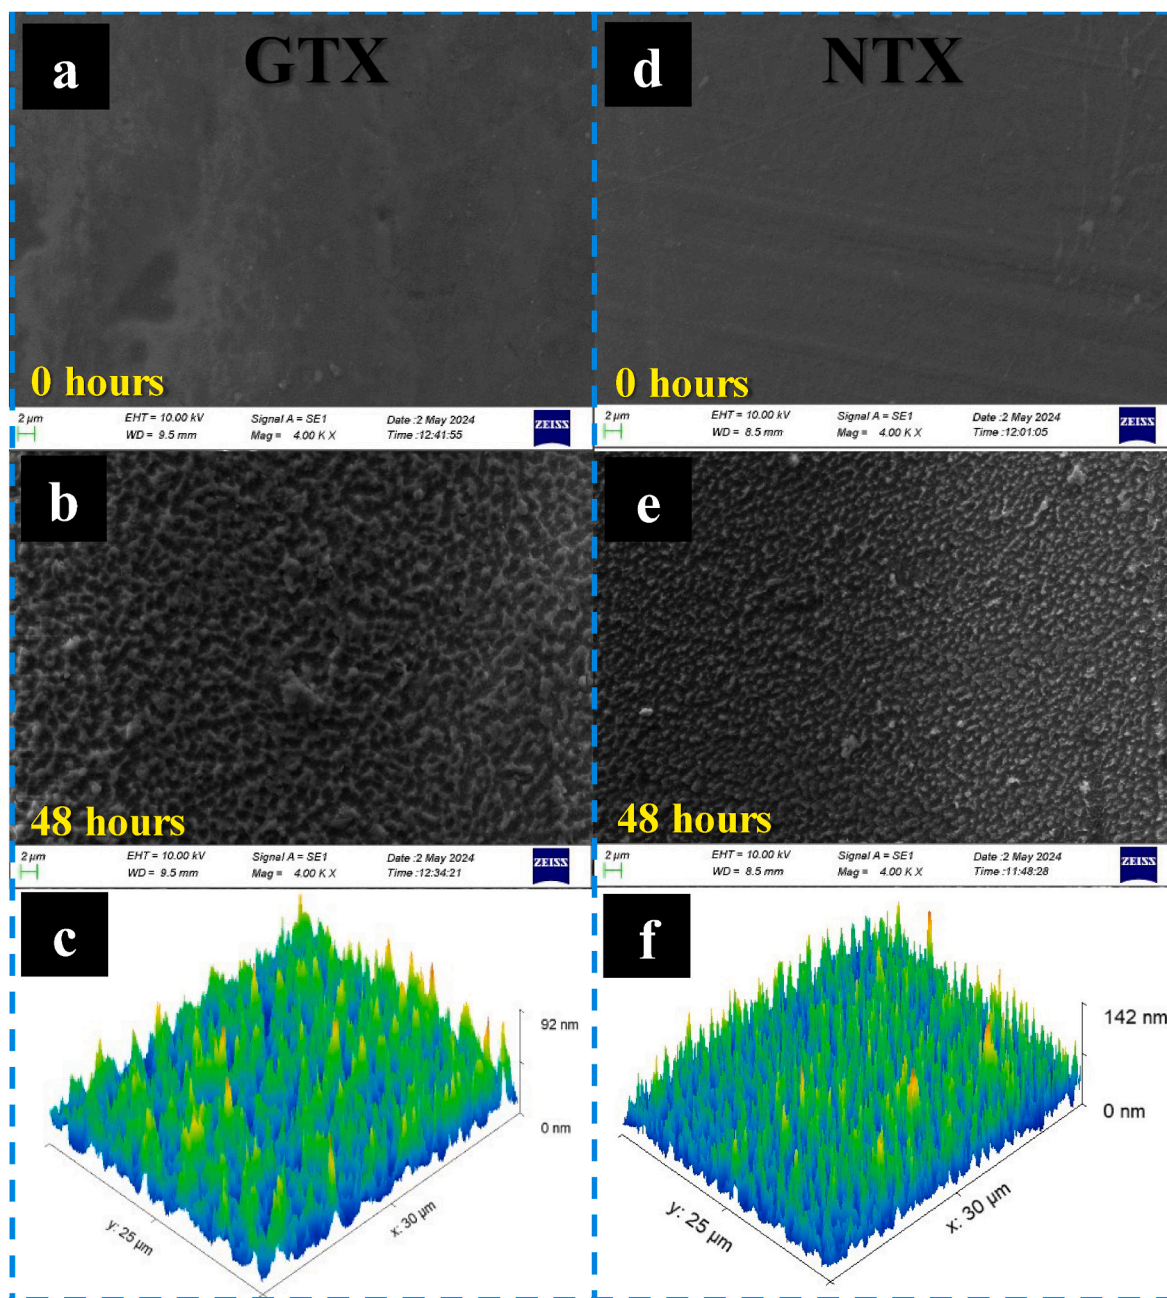 a
GTX
0 hours
2 µm
EHT = 10.00 kV
WD = 9.5 mm
Signal A = SE1
Mag = 4.00 K X
Date :2 May 2024
Time :12:41:55
ZEISS
d
NTX
0 hours
2 µm
EHT = 10.00 kV
WD = 8.5 mm
Signal A = SE1
Mag = 4.00 K X
Date :2 May 2024
Time :12:01:05
ZEISS
b
48 hours
2 µm
EHT = 10.00 kV
WD = 9.5 mm
Signal A = SE1
Mag = 4.00 K X
Date :2 May 2024
Time :12:34:21
ZEISS
e
48 hours
2 µm
EHT = 10.00 kV
WD = 8.5 mm
Signal A = SE1
Mag = 4.00 K X
Date :2 May 2024
Time :11:48:28
ZEISS
c
92 nm
0 nm
y: 25 µm
x: 30 µm
f
142 nm
0 nm
y: 25 µm
x: 30 µm